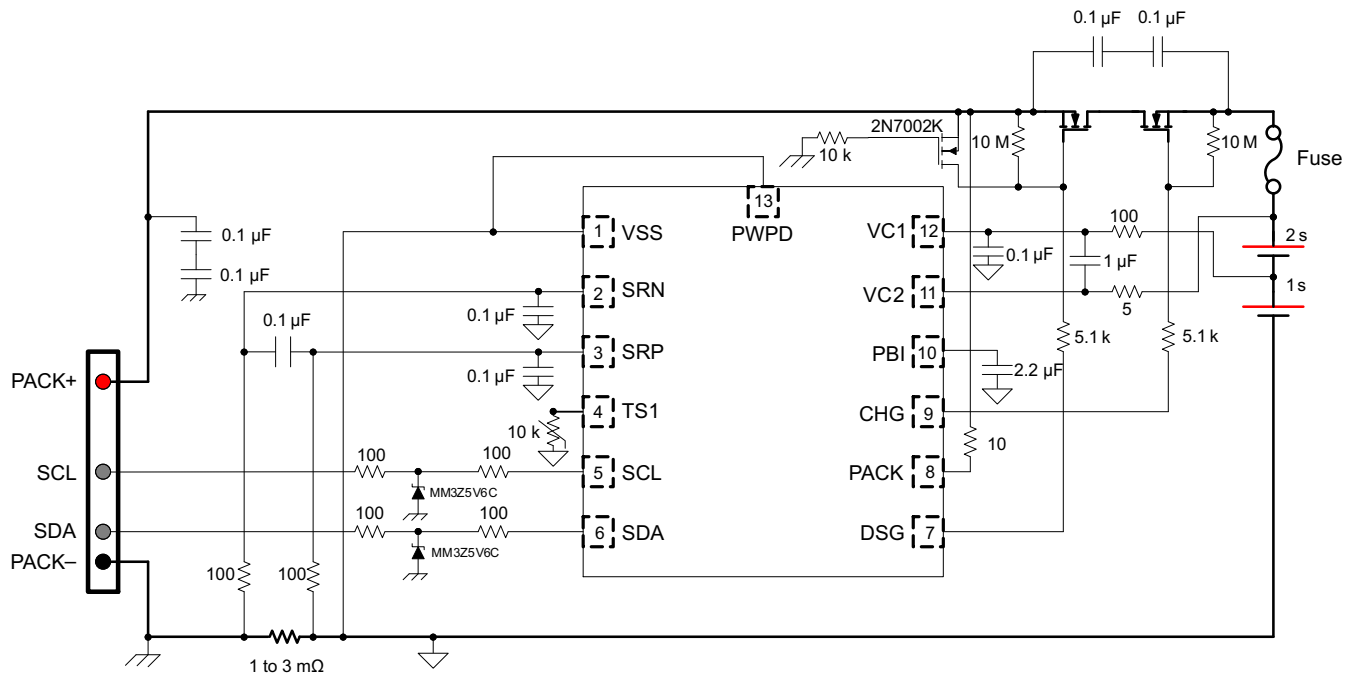 0.1 µF 0.1 µF
2N7002K
10 k
10 M
10 M
Fuse
13
PWPD
0.1 µF
0.1 µF
1 VSS
VC1 12
100
2 s
0.1 µF
1 µF
2 SRN
VC2 11
5
1 s
0.1 µF
0.1 µF
3 SRP
PBI 10
5.1 k
5.1 k
0.1 µF
2.2 µF
PACK+
4 TS1
CHG 9
10 k
10
SCL
100
100
5 SCL
PACK 8
MM3Z5V6C
SDA
100
100
6 SDA
DSG 7
MM3Z5V6C
PACK–
100
100
1 to 3 mΩ